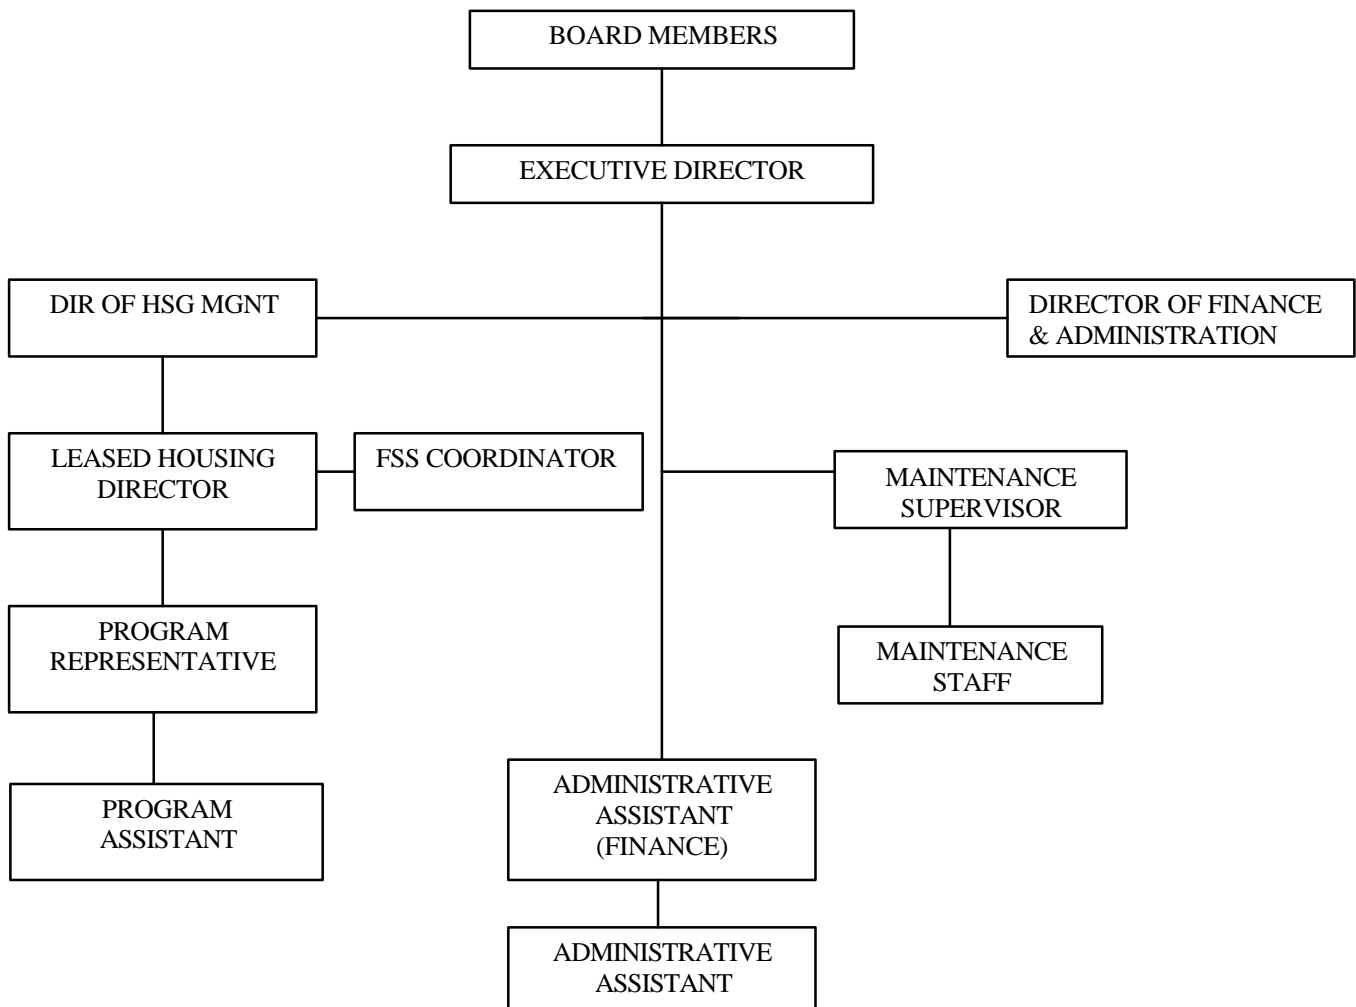 BOARD MEMBERS
EXECUTIVE DIRECTOR
DIR OF HSG MGNT
DIRECTOR OF FINANCE
& ADMINISTRATION
LEASED HOUSING
DIRECTOR
FSS COORDINATOR
MAINTENANCE
SUPERVISOR
PROGRAM
REPRESENTATIVE
MAINTENANCE
STAFF
PROGRAM
ASSISTANT
ADMINISTRATIVE
ASSISTANT
(FINANCE)
ADMINISTRATIVE
ASSISTANT